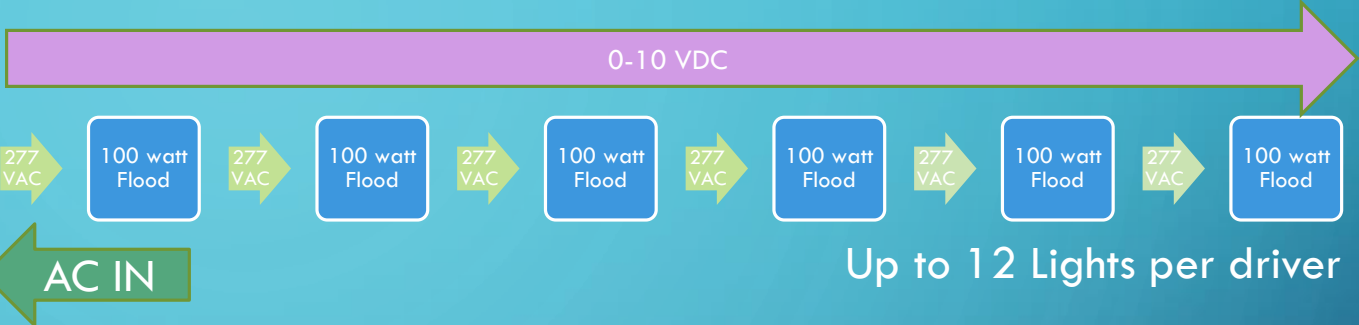 0-10 VDC
277
VAC
100 watt
Flood
277
VAC
100 watt
Flood
277
VAC
100 watt
Flood
277
VAC
100 watt
Flood
277
VAC
100 watt
Flood
277
VAC
100 watt
Flood
AC IN
Up to 12 Lights per driver